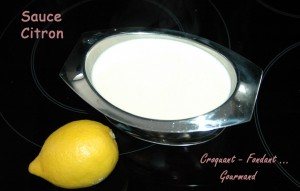 Sauce
Citron
Croquant - Fondant ...
Gourmand